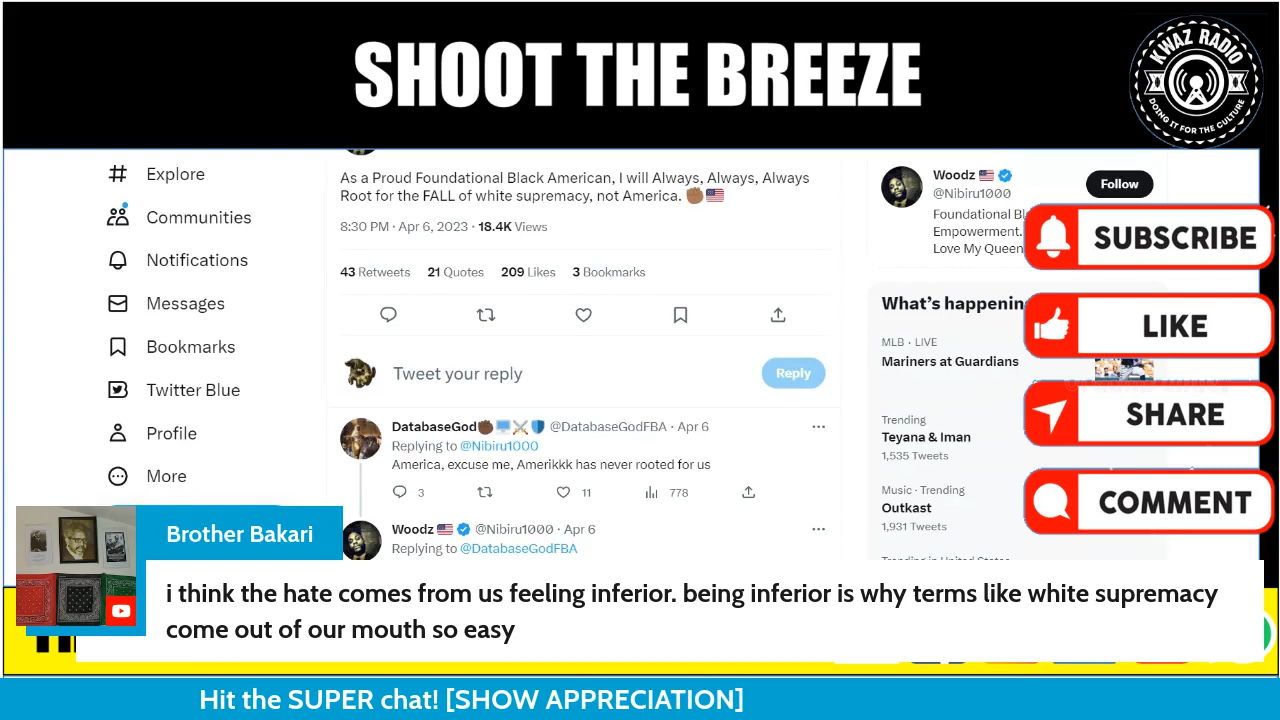 SHOOT THE BREEZE
KWAZ RADIO
DOING IT FOR THE CULTURE
Explore
Communities
Notifications
Messages
Bookmarks
Twitter Blue
Profile
More
As a Proud Foundational Black American, I will Always, Always, Always
Root for the FALL of white supremacy, not America. ✊🏾🇺🇸
8:30 PM · Apr 6, 2023 · 18.4K Views
43 Retweets 21 Quotes 209 Likes 3 Bookmarks
Tweet your reply
Reply
DatabaseGod✊🏾🖥️⚔️🛡️ @DatabaseGodFBA · Apr 6
Replying to @Nibiru1000
America, excuse me, Amerikkk has never rooted for us
3 11 778
Woodz 🇺🇸 @Nibiru1000 · Apr 6
Replying to @DatabaseGodFBA
Woodz 🇺🇸
@Nibiru1000
Follow
Foundational Bl
Empowerment.
Love My Queen
What's happenin
MLB · LIVE
Mariners at Guardians
Trending
Teyana & Iman
1,535 Tweets
Music · Trending
Outkast
1,931 Tweets
Trending in United States
SUBSCRIBE
LIKE
SHARE
COMMENT
Brother Bakari
i think the hate comes from us feeling inferior. being inferior is why terms like white supremacy
come out of our mouth so easy
Hit the SUPER chat! [SHOW APPRECIATION]